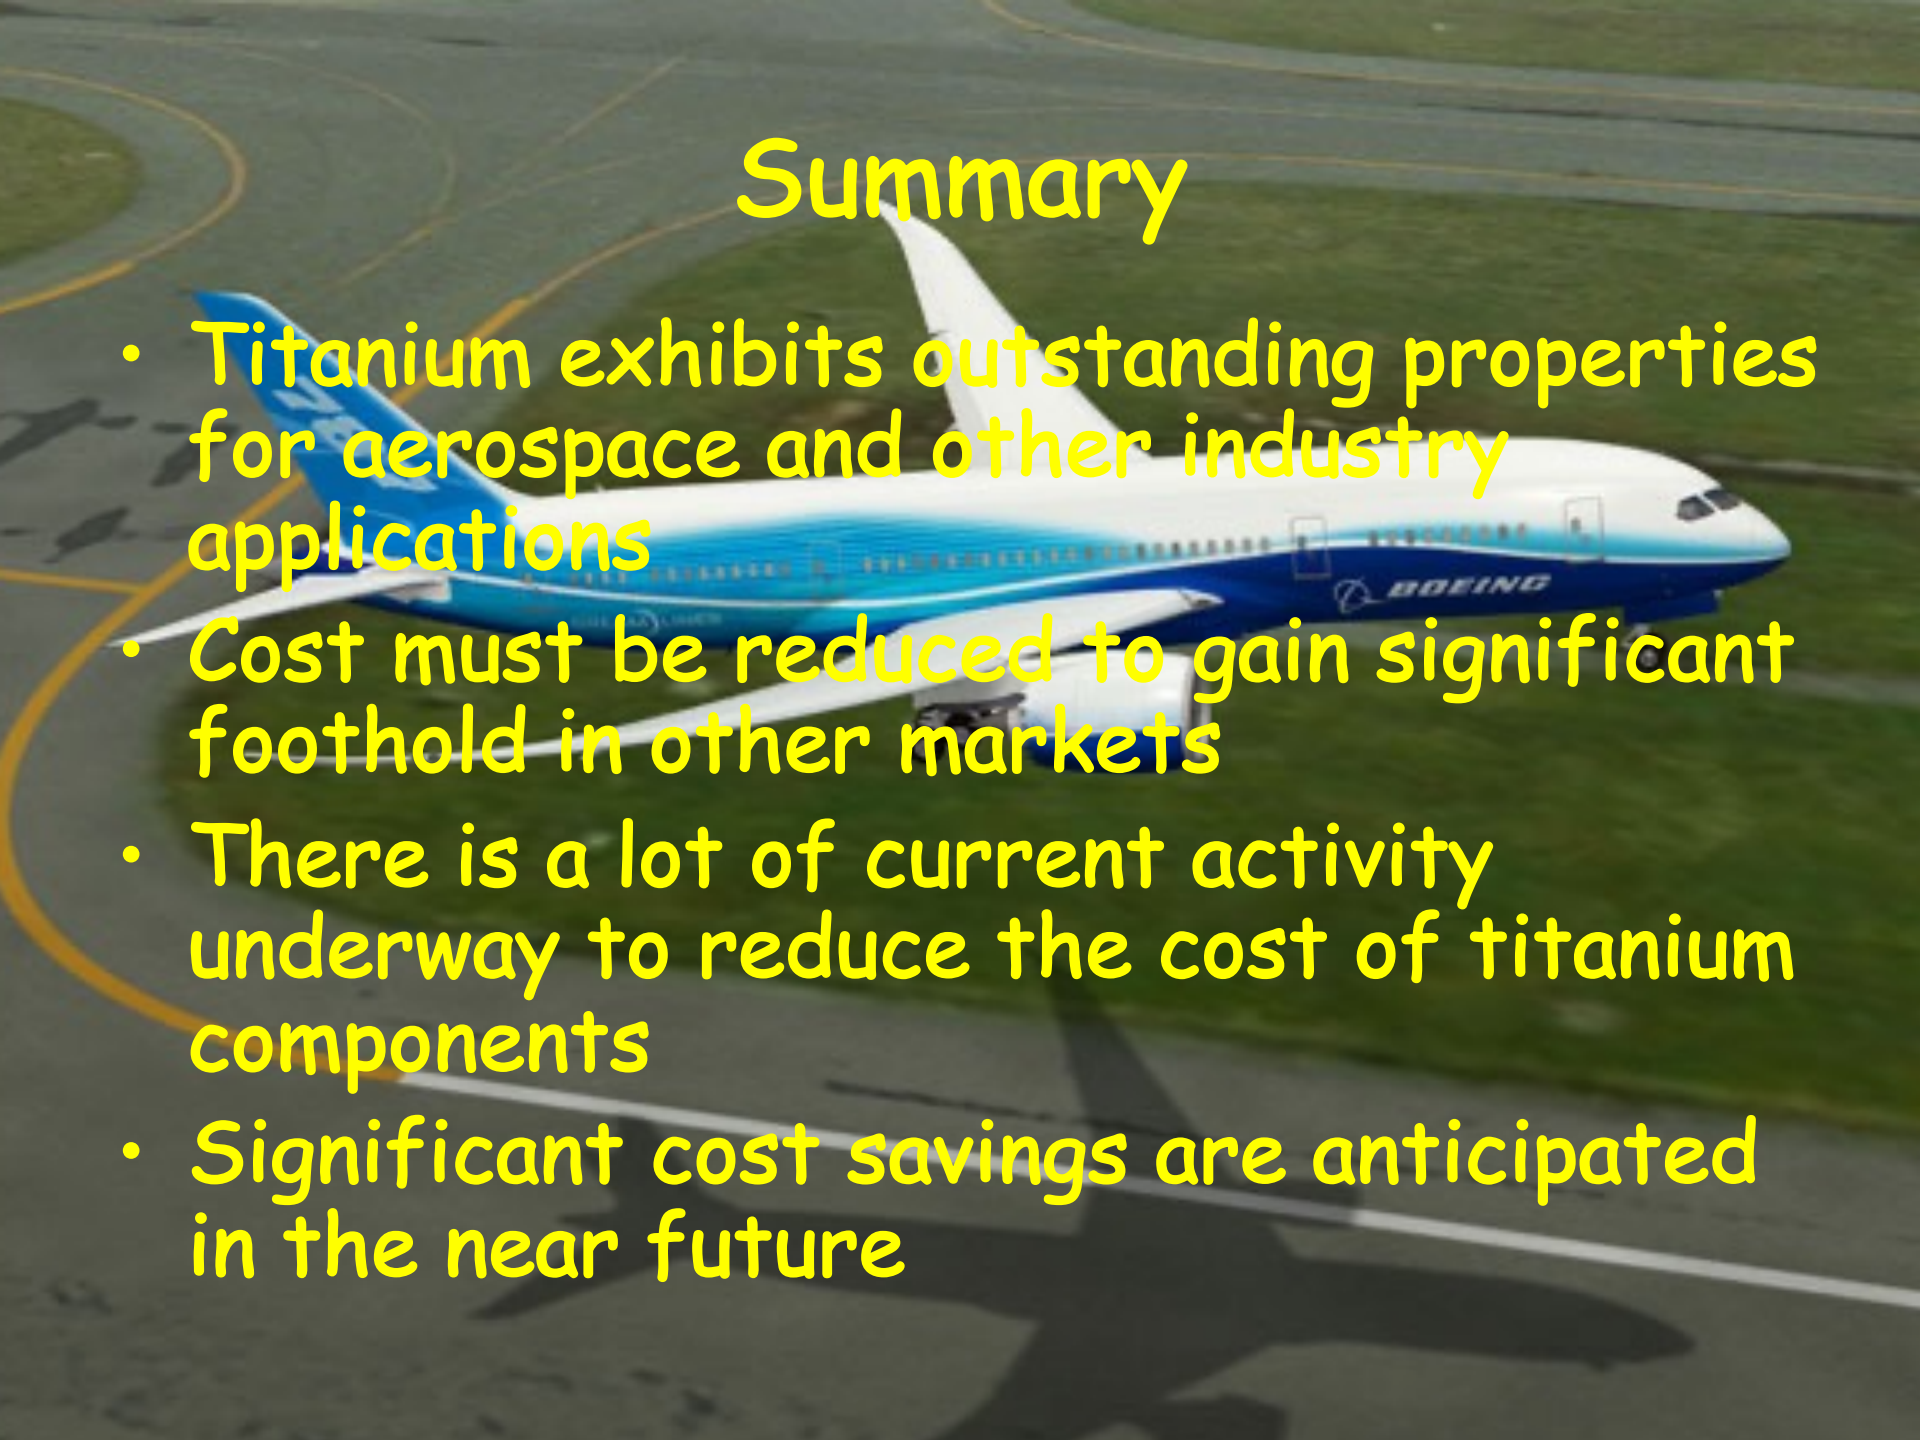 Summary
• Titanium exhibits outstanding properties
for aerospace and other industry
applications
• Cost must be reduced to gain significant
foothold in other markets
• There is a lot of current activity
underway to reduce the cost of titanium
components
• Significant cost savings are anticipated
in the near future
787
BOEING